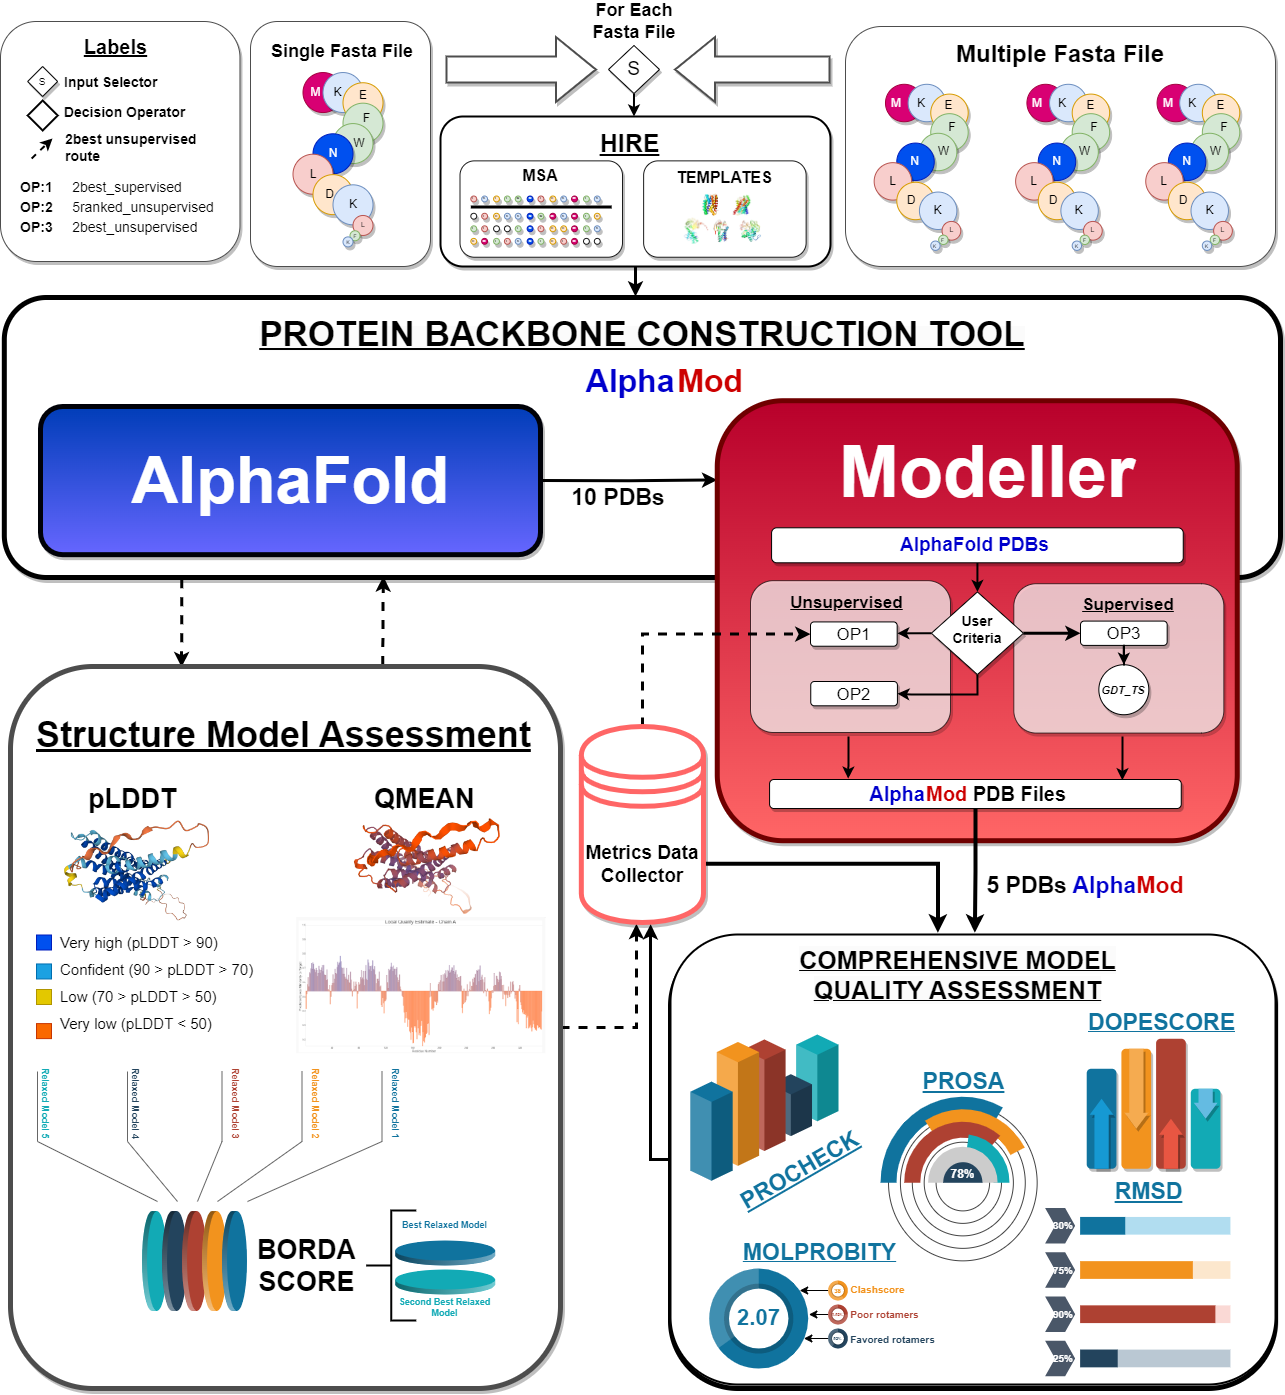 Labels
S
Input Selector
Decision Operator
2best unsupervised
route
OP:1 2best_supervised
OP:2 5ranked_unsupervised
OP:3 2best_unsupervised
Single Fasta File
M K E
F
W
N
L
D
K
L
F
K
For Each
Fasta File
S
HIRE
MSA
TEMPLATES
Multiple Fasta File
M K E
F
W
N
L
D
K
L
F
K
M K E
F
W
N
L
D
K
L
F
K
M K E
F
W
N
L
D
K
L
F
K
PROTEIN BACKBONE CONSTRUCTION TOOL
AlphaMod
AlphaFold
10 PDBs
Modeller
AlphaFold PDBs
Unsupervised
OP1
OP2
User
Criteria
Supervised
OP3
GDT_TS
AlphaMod PDB Files
5 PDBs AlphaMod
Structure Model Assessment
pLDDT
QMEAN
Very high (pLDDT > 90)
Confident (90 > pLDDT > 70)
Low (70 > pLDDT > 50)
Very low (pLDDT < 50)
Local Quality Estimate - Chain A
Relaxed Model 5
Relaxed Model 4
Relaxed Model 3
Relaxed Model 2
Relaxed Model 1
BORDA
SCORE
Best Relaxed Model
Second Best Relaxed
Model
Metrics Data
Collector
COMPREHENSIVE MODEL
QUALITY ASSESSMENT
PROCHECK
PROSA
78%
DOPESCORE
RMSD
30%
75%
90%
25%
MOLPROBITY
2.07
Clashscore
Poor rotamers
Favored rotamers